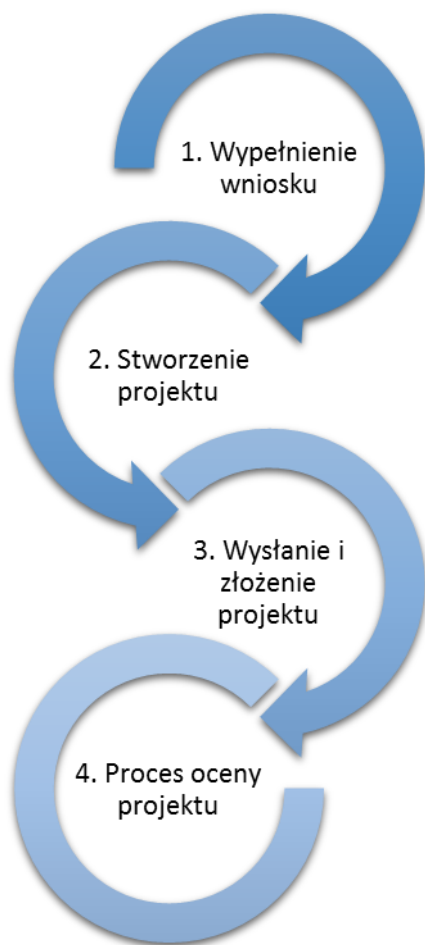 1. Wypełnienie
wniosku
2. Stworzenie
projektu
3. Wysłanie i
złożenie
projektu
4. Proces oceny
projektu